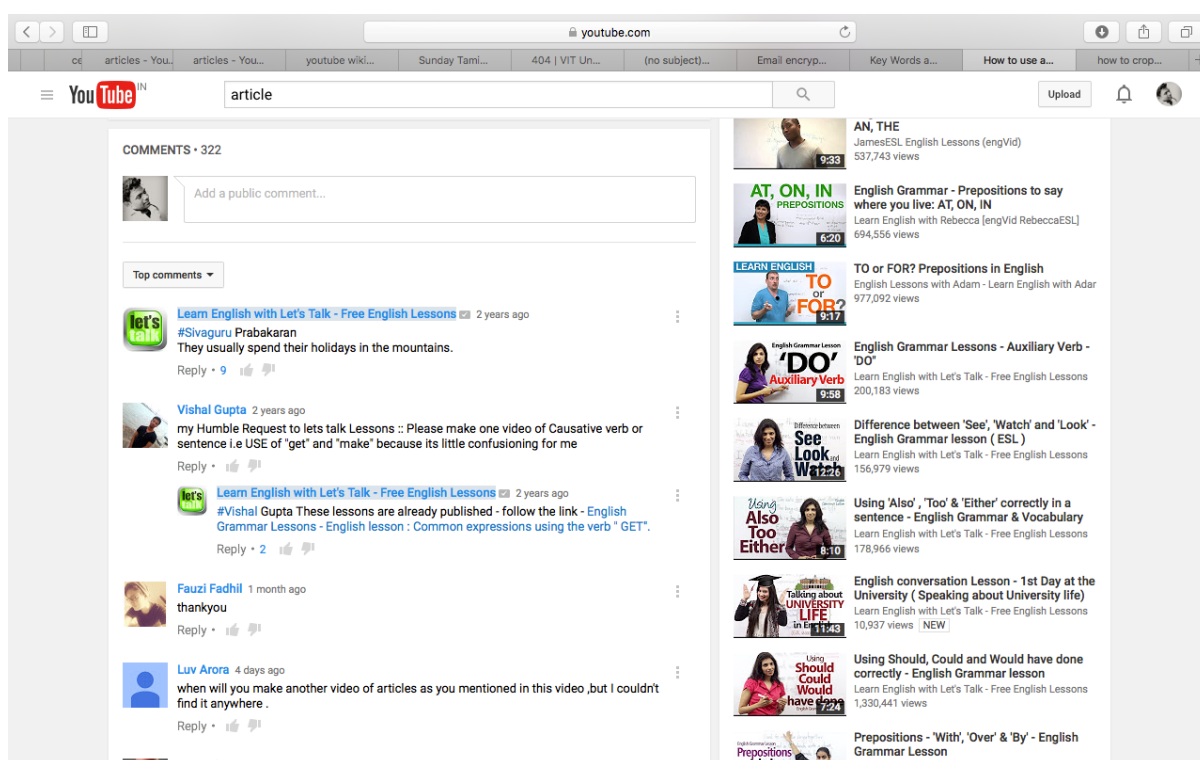 youtube.com
ce
articles - You...
articles - You...
youtube wiki...
Sunday Tami...
404 | VIT Un...
(no subject)...
Email encryp...
Key Words a...
How to use a...
how to crop...
YouTube IN
article
Upload
COMMENTS • 322
Add a public comment...
Top comments
let's talk
Learn English with Let's Talk - Free English Lessons 2 years ago
#Sivaguru Prabakaran
They usually spend their holidays in the mountains.
Reply • 9
Vishal Gupta 2 years ago
my Humble Request to lets talk Lessons :: Please make one video of Causative verb or
sentence i.e USE of "get" and "make" because its little confusioning for me
Reply •
let's talk
Learn English with Let's Talk - Free English Lessons 2 years ago
#Vishal Gupta These lessons are already published - follow the link - English
Grammar Lessons - English lesson : Common expressions using the verb " GET".
Reply • 2
Fauzi Fadhil 1 month ago
thankyou
Reply •
Luv Arora 4 days ago
when will you make another video of articles as you mentioned in this video ,but I couldn't
find it anywhere .
Reply •
9:33
AN, THE
JamesESL English Lessons (engVid)
537,743 views
AT, ON, IN
PREPOSITIONS
6:20
English Grammar - Prepositions to say
where you live: AT, ON, IN
Learn English with Rebecca [engVid RebeccaESL]
694,556 views
LEARN ENGLISH
TO
or
FOR?
9:17
TO or FOR? Prepositions in English
English Lessons with Adam - Learn English with Adar
977,092 views
English Grammar Lesson
'DO'
Auxiliary Verb
9:58
English Grammar Lessons - Auxiliary Verb -
'DO"
Learn English with Let's Talk - Free English Lessons
200,183 views
Difference between
See
Look and
Watch
12:26
Difference between 'See', 'Watch' and 'Look' -
English Grammar lesson ( ESL )
Learn English with Let's Talk - Free English Lessons
156,979 views
Using
Also
Too
Either
8:10
Using 'Also' , 'Too' & 'Either' correctly in a
sentence - English Grammar & Vocabulary
Learn English with Let's Talk - Free English Lessons
178,966 views
Talking about
UNIVERSITY
LIFE
in English
11:43
English conversation Lesson - 1st Day at the
University ( Speaking about University life)
Learn English with Let's Talk - Free English Lessons
10,937 views NEW
Using
Should
Could
Would
have done
7:24
Using Should, Could and Would have done
correctly - English Grammar lesson
Learn English with Let's Talk - Free English Lessons
1,330,441 views
Prepositions
Prepositions - 'With', 'Over' & 'By' - English
Grammar Lesson